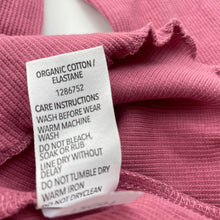 ORGANIC COTTON /
ELASTANE
1286752
CARE INSTRUCTIONS
WASH BEFORE WEAR
WARM MACHINE
WASH
DO NOT BLEACH,
SOAK OR RUB
LINE DRY WITHOUT
DELAY
DO NOT TUMBLE DRY
WARM IRON
DO NOT DRYCLEAN